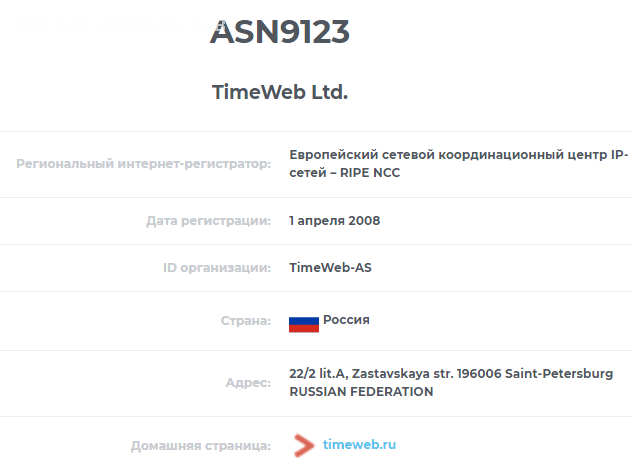 ASN9123
TimeWeb Ltd.
Региональный интернет-регистратор:
Европейский сетевой координационный центр IP-
сетей – RIPE NCC
Дата регистрации:
1 апреля 2008
ID организации:
TimeWeb-AS
Страна:
Россия
Адрес:
22/2 lit.A, Zastavskaya str. 196006 Saint-Petersburg
RUSSIAN FEDERATION
Домашняя страница:
timeweb.ru